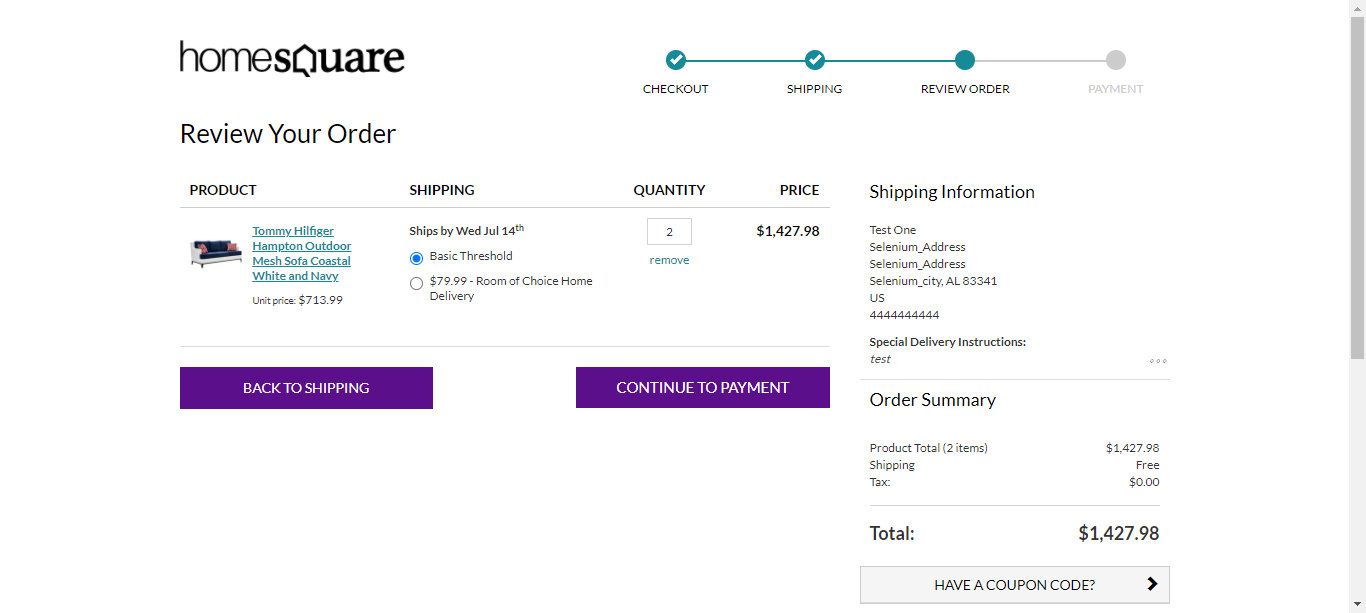 homesquare
CHECKOUT
SHIPPING
REVIEW ORDER
PAYMENT
Review Your Order
PRODUCT
SHIPPING
QUANTITY
PRICE
Tommy Hilfiger
Hampton Outdoor
Mesh Sofa Coastal
White and Navy
Unit price: $713.99
Ships by Wed Jul 14th
Basic Threshold
$79.99 - Room of Choice Home
Delivery
2
remove
$1,427.98
BACK TO SHIPPING
CONTINUE TO PAYMENT
Shipping Information
Test One
Selenium_Address
Selenium_Address
Selenium_city, AL 83341
US
4444444444
Special Delivery Instructions:
test
Order Summary
Product Total (2 items) $1,427.98
Shipping Free
Tax: $0.00
Total: $1,427.98
HAVE A COUPON CODE?